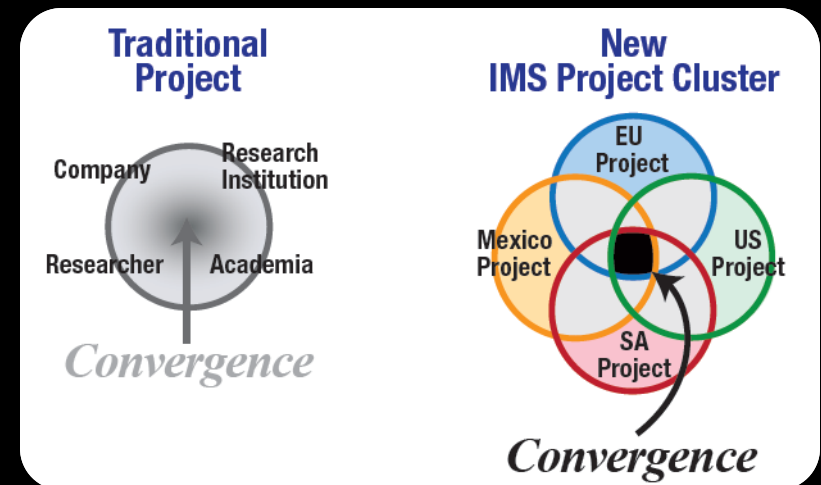 Traditional
Project
Company
Research
Institution
Researcher
Academia
Convergence
New
IMS Project Cluster
EU
Project
Mexico
Project
US
Project
SA
Project
Convergence